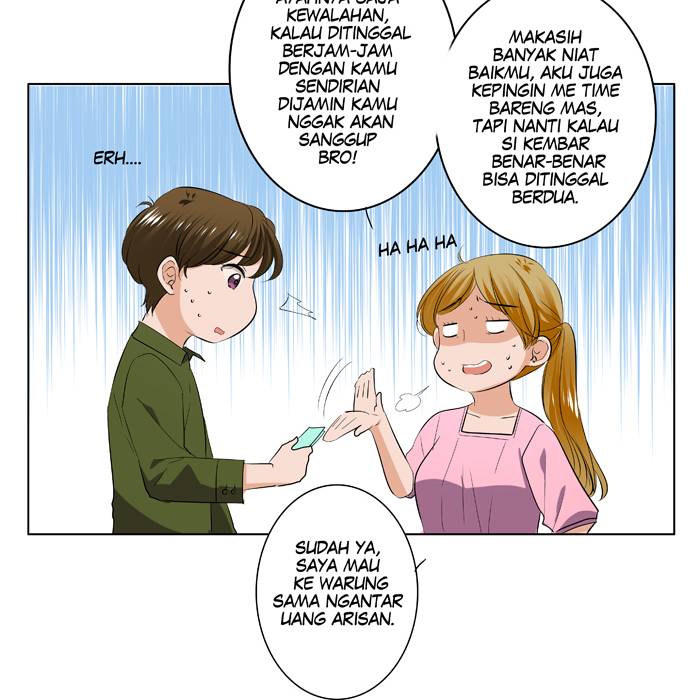 KEWALAHAN,
KALAU DITINGGAL
BERJAM-JAM
DENGAN KAMU
SENDIRIAN
DIJAMIN KAMU
NGGAK AKAN
SANGGUP
BRO!
MAKASIH
BANYAK NIAT
BAIKMU, AKU JUGA
KEPINGIN ME TIME
BARENG MAS,
TAPI NANTI KALAU
SI KEMBAR
BENAR-BENAR
BISA DITINGGAL
BERDUA.
ERH....
HA HA HA
SUDAH YA,
SAYA MAU
KE WARUNG
SAMA NGANTAR
UANG ARISAN.